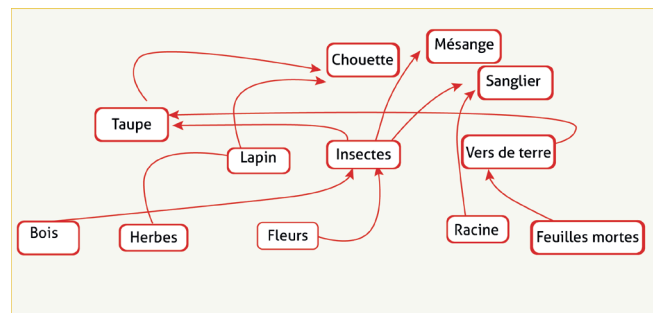 Mésange
Chouette
Sanglier
Taupe
Lapin
Insectes
Vers de terre
Bois
Herbes
Fleurs
Racine
Feuilles mortes